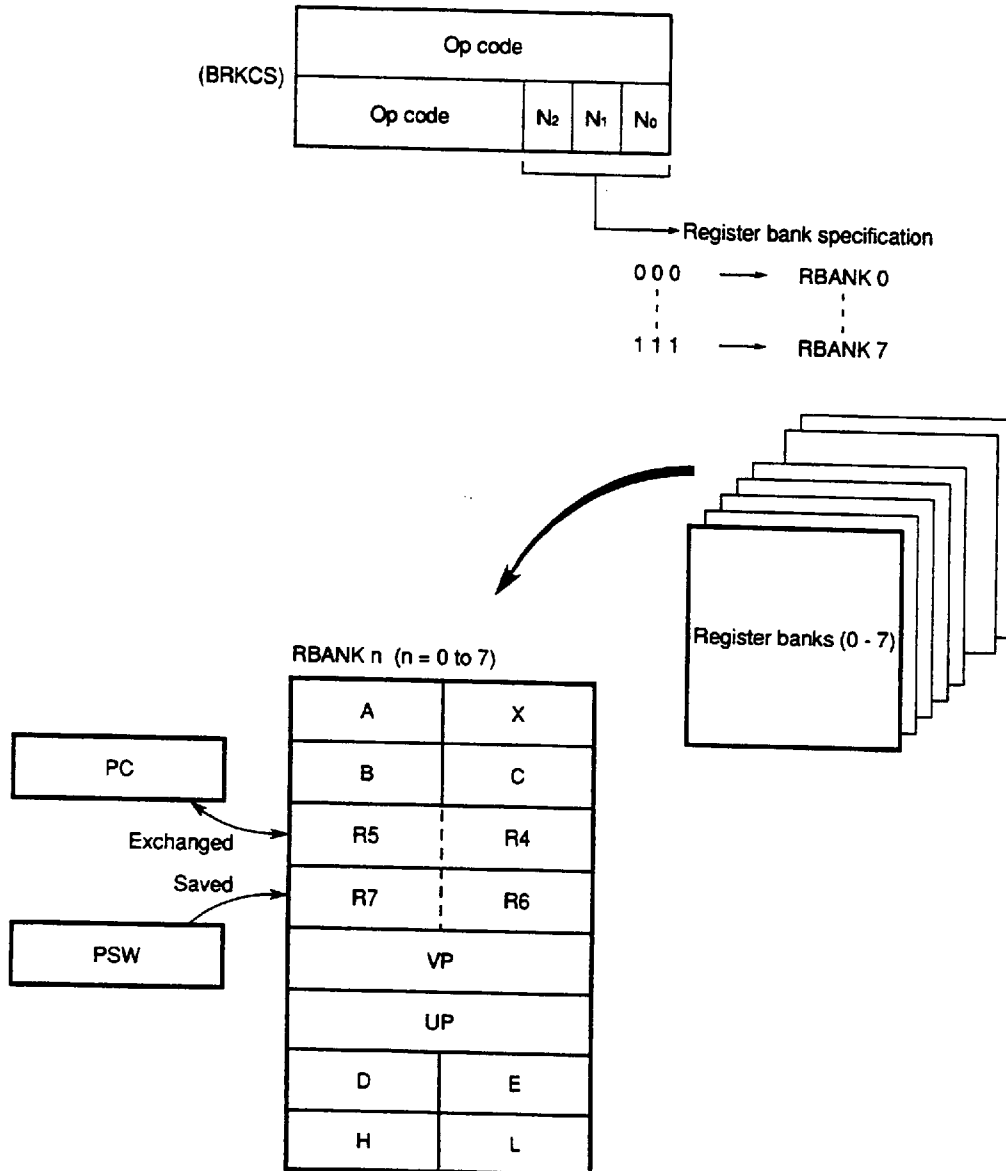 Op code
(BRKCS)
Op code N2 N1 N0
Register bank specification
0 0 0 RBANK 0
1 1 1 RBANK 7
Register banks (0 - 7)
RBANK n (n = 0 to 7)
A X
PC
B C
Exchanged
R5 R4
Saved
R7 R6
PSW
VP
UP
D E
H L